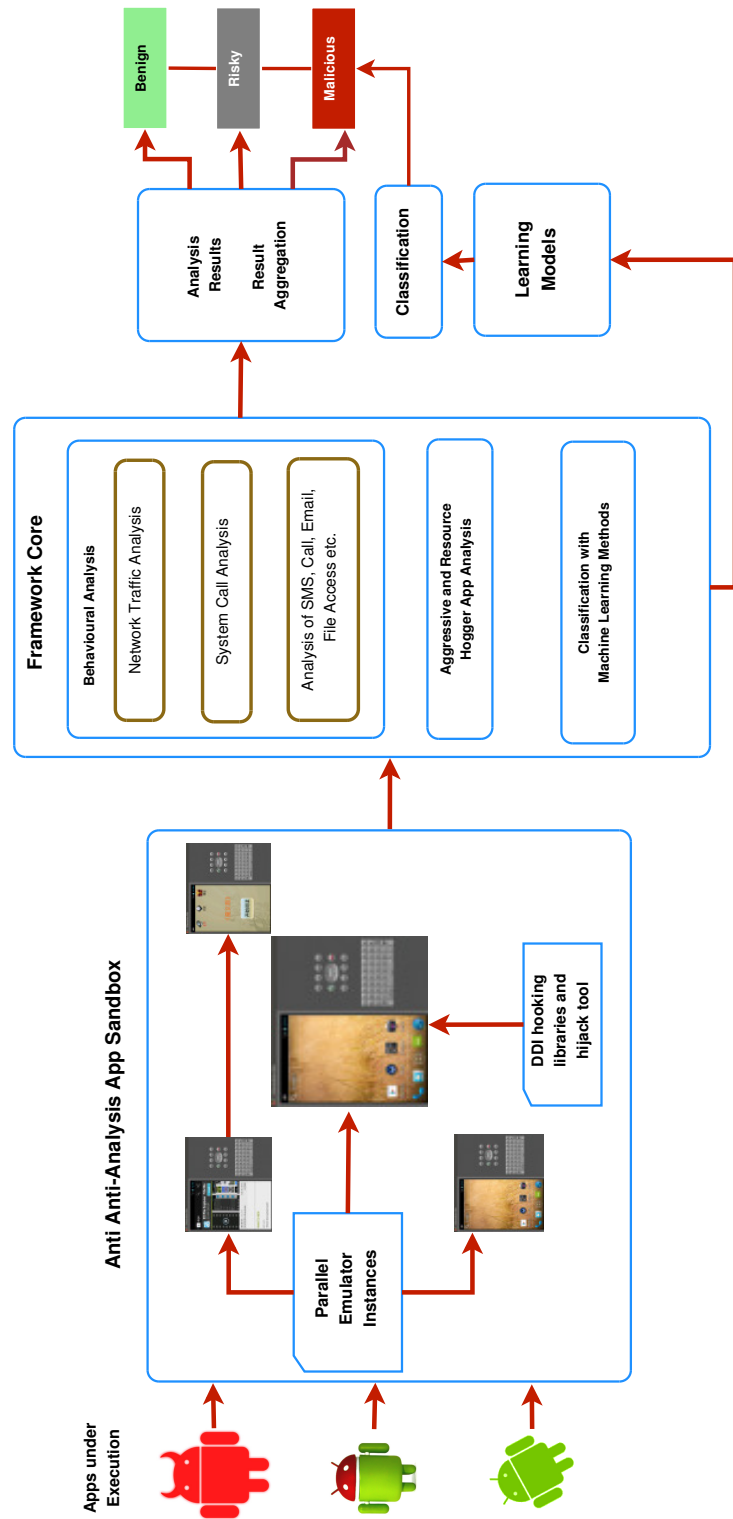 Apps under
Execution
Anti Anti-Analysis App Sandbox
Parallel
Emulator
Instances
DDI hooking
libraries and
hijack tool
Framework Core
Behavioural Analysis
Network Traffic Analysis
System Call Analysis
Analysis of SMS, Call, Email,
File Access etc.
Aggressive and Resource
Hogger App Analysis
Classification with
Machine Learning Methods
Analysis
Results
Result
Aggregation
Classification
Learning
Models
Benign
Risky
Malicious